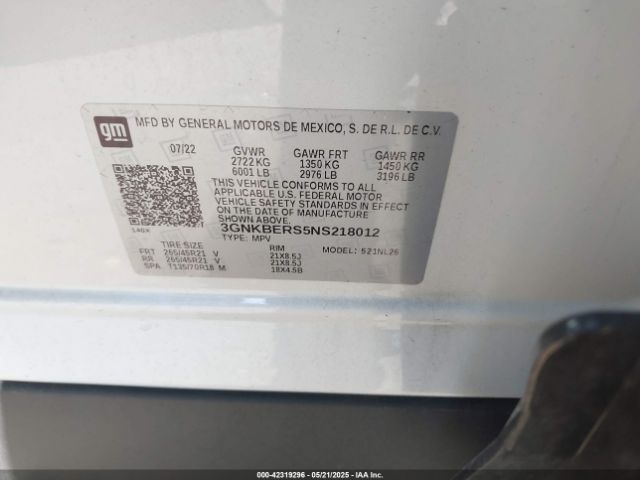 gm
MFD BY GENERAL MOTORS DE MEXICO, S. DE R.L. DE C.V.
07/22 GVWR GAWR FRT GAWR RR
2722 KG 1350 KG 1450 KG
6001 LB 2976 LB 3196 LB
THIS VEHICLE CONFORMS TO ALL
APPLICABLE U.S. FEDERAL MOTOR
VEHICLE SAFETY STANDARDS IN EFFECT
ON THE DATE OF MANUFACTURE
SHOWN ABOVE.
3GNKBERS5NS218012
140X TYPE: MPV MODEL: 521NL26
TIRE SIZE RIM
FRT 265/45R21 V 21X8.5J
RR 265/45R21 V 21X8.5J
SPA T135/70R18 M 18X4.5B
000-42319296 - 05/21/2025 - IAA Inc.